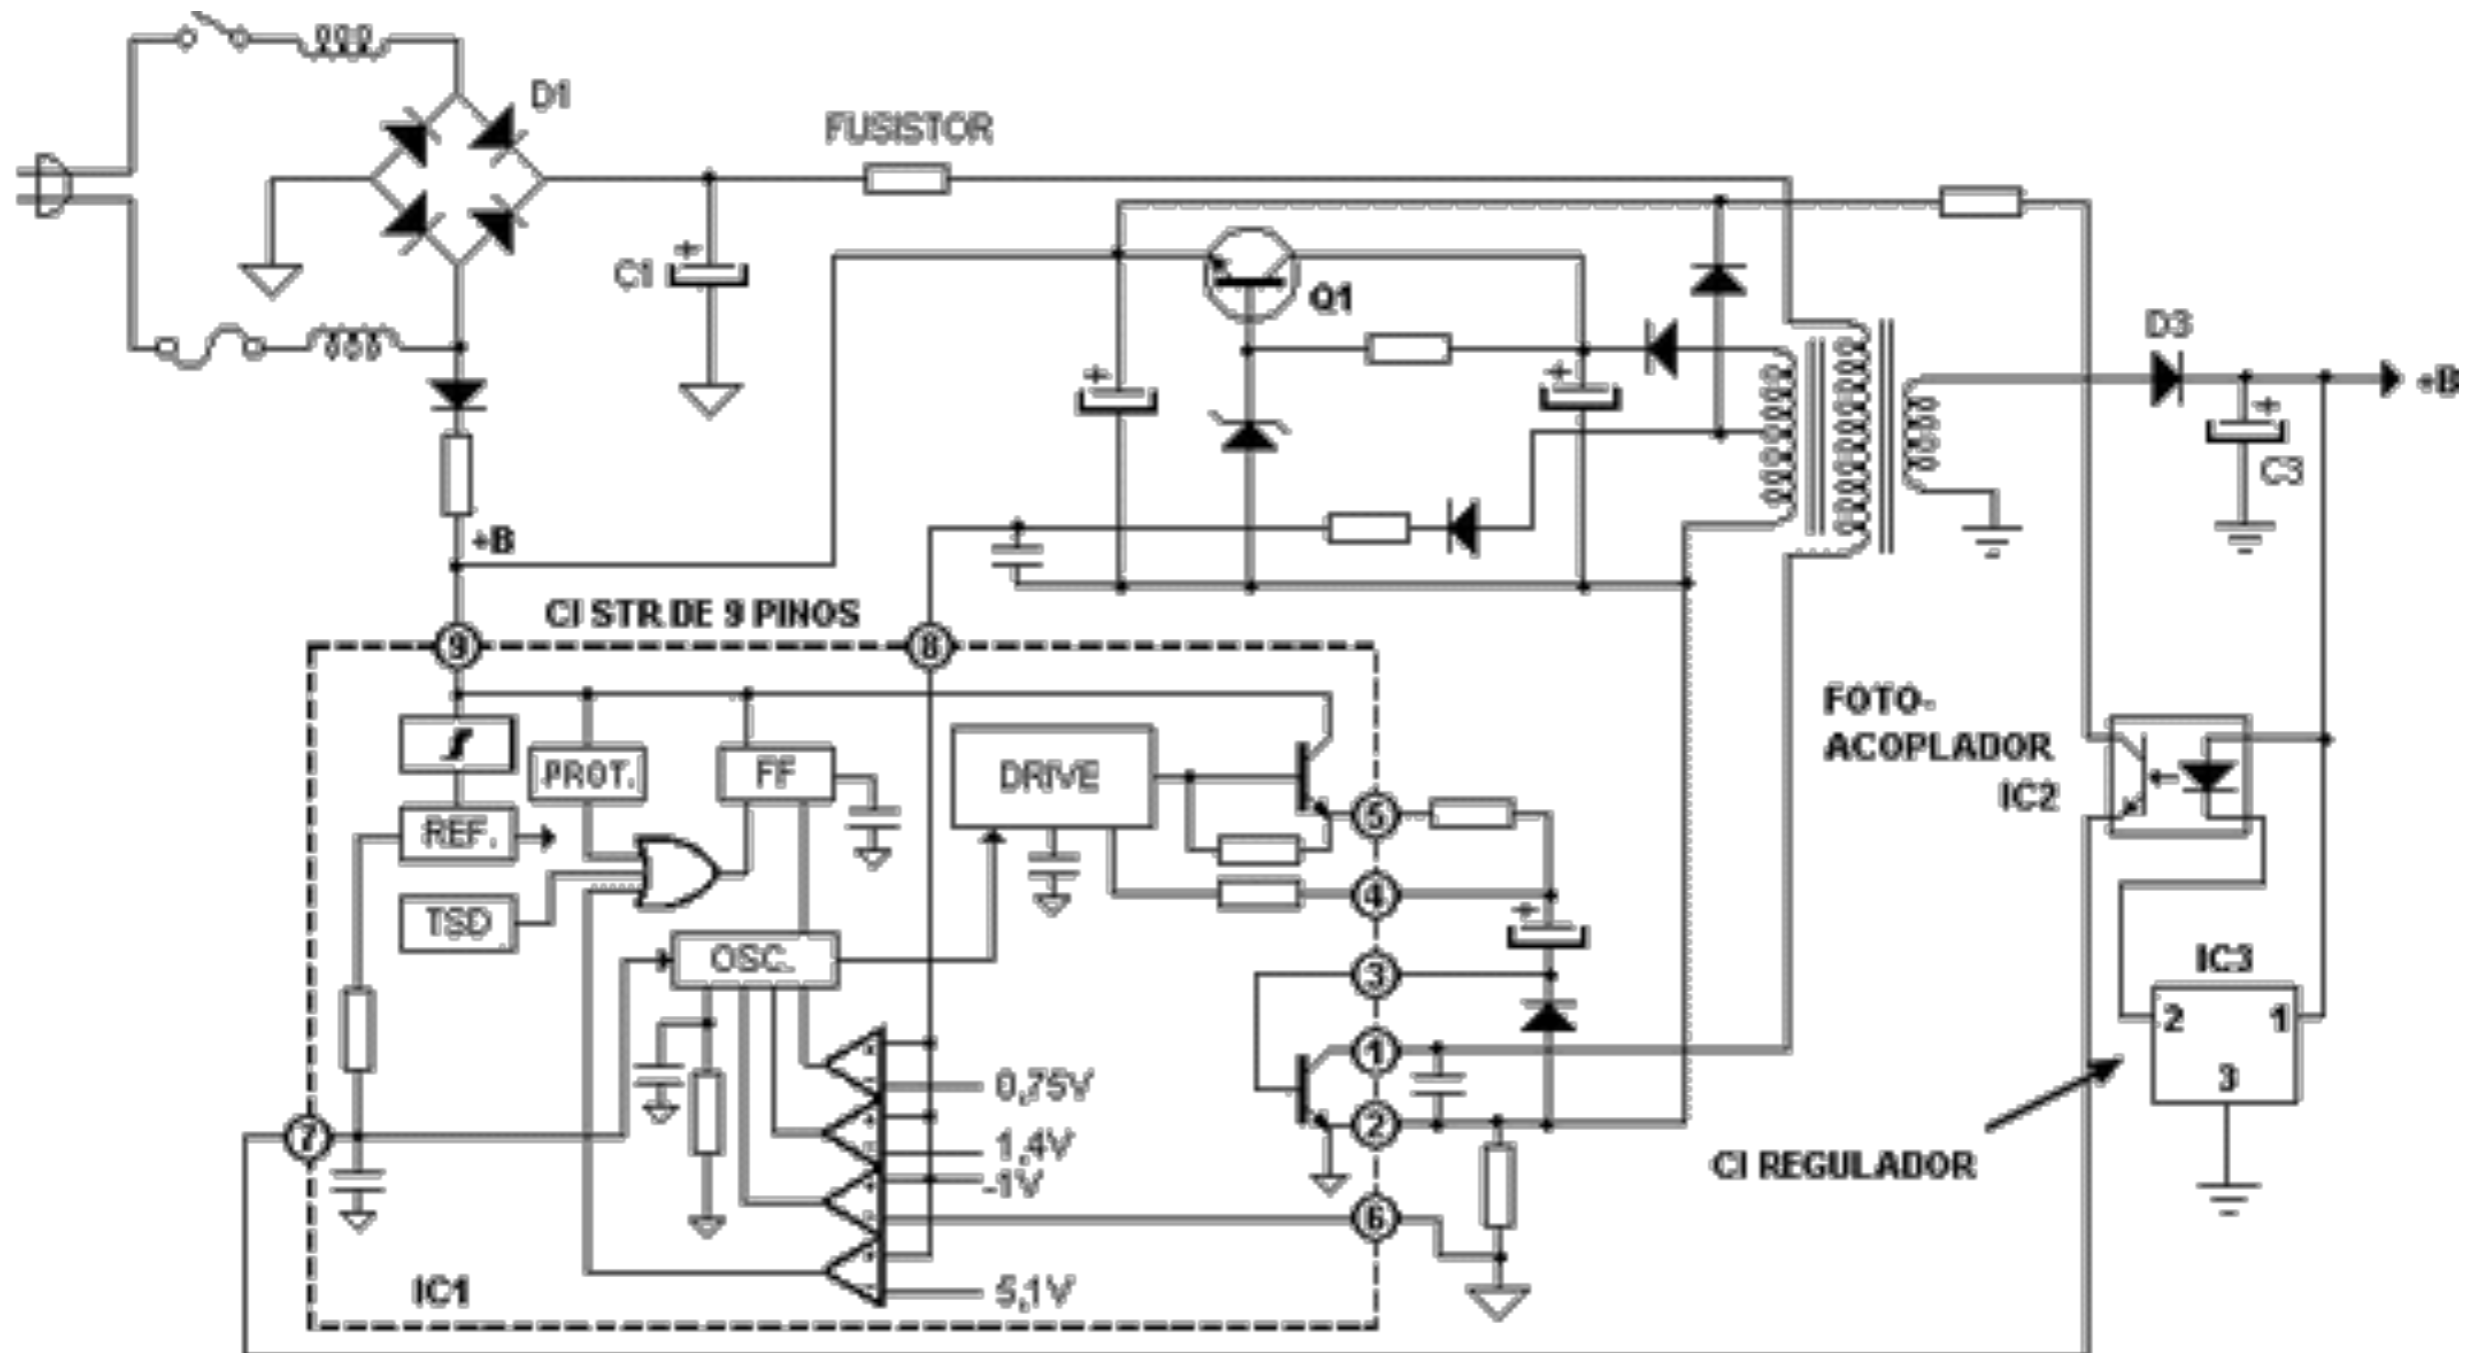 D1
FUSISTOR
C1
Q1
D3
+B
C3
+B
CI STR DE 9 PINOS
9
8
PROT.
FF
DRIVE
REF.
TSD
OSC.
5
4
3
1
2
6
7
0,75V
1,4V
-1V
5,1V
IC1
FOTO-
ACOPLADOR
IC2
IC3
2
1
3
CI REGULADOR